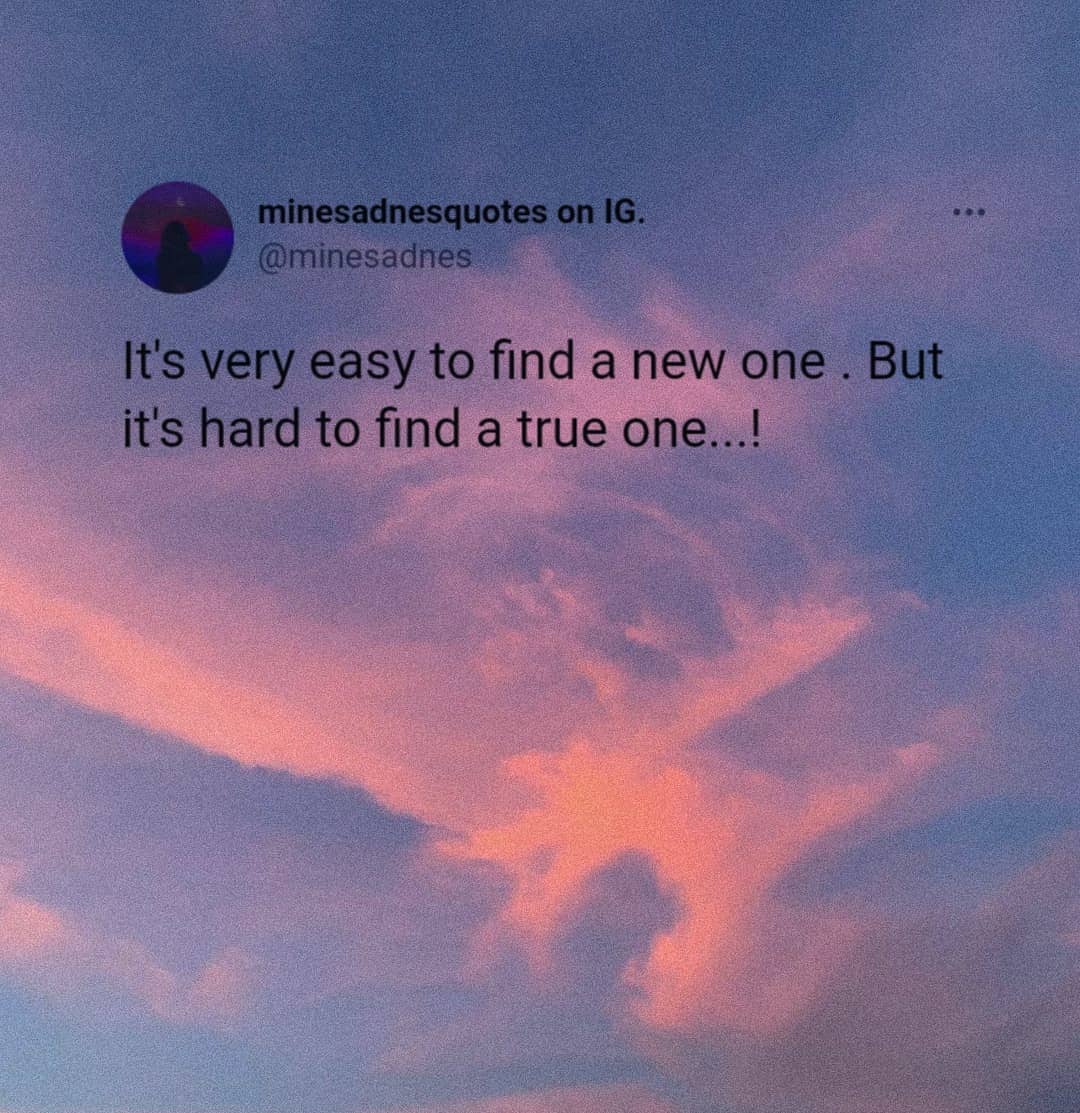 minesadnesquotes on IG.
@minesadnes
It's very easy to find a new one . But
it's hard to find a true one...!